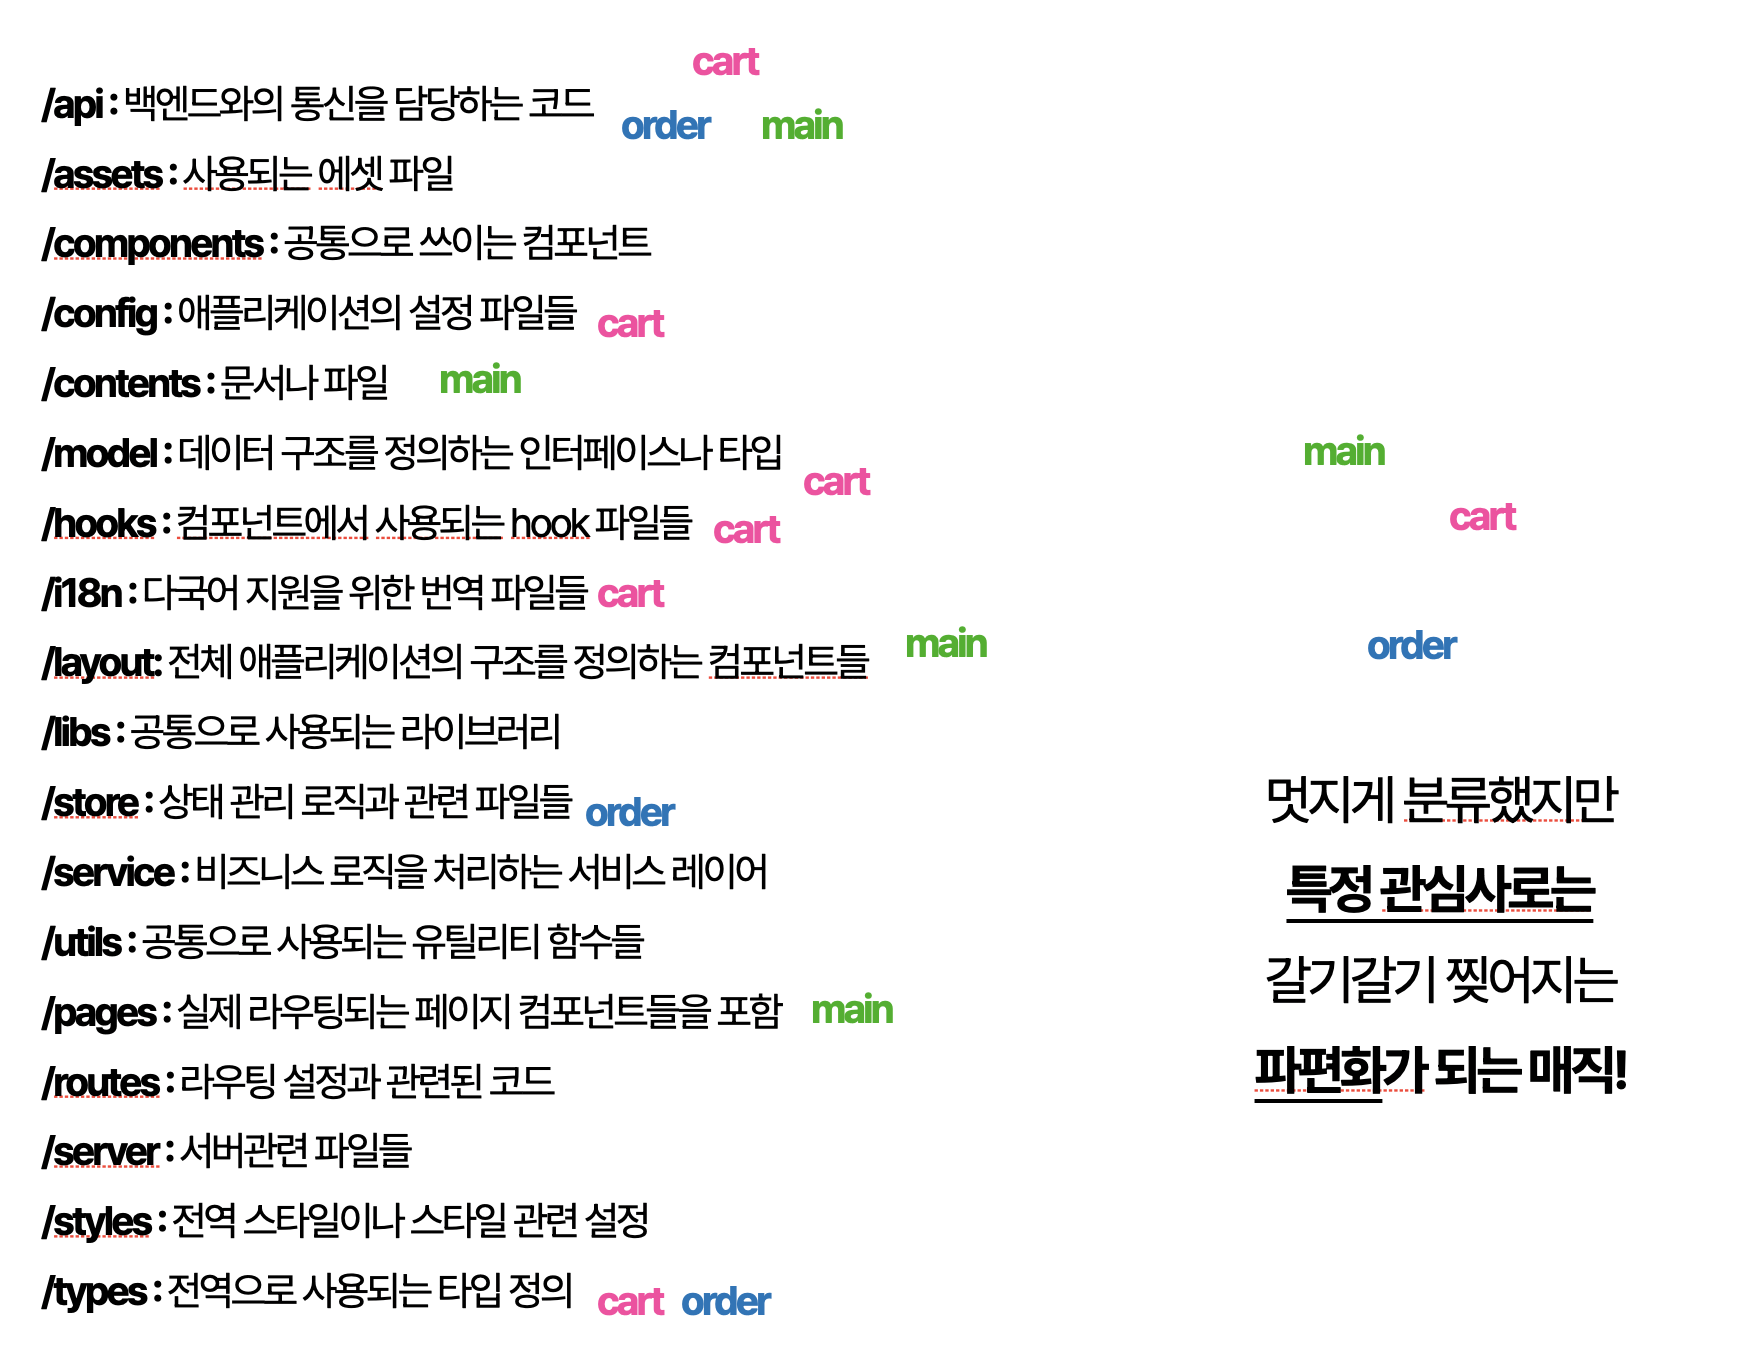 cart
/api : 백엔드와의 통신을 담당하는 코드
order main
/assets : 사용되는 에셋 파일
/components : 공통으로 쓰이는 컴포넌트
/config : 애플리케이션의 설정 파일들 cart
/contents : 문서나 파일 main
/model : 데이터 구조를 정의하는 인터페이스나 타입
cart
/hooks : 컴포넌트에서 사용되는 hook 파일들 cart
/i18n : 다국어 지원을 위한 번역 파일들 cart
/layout: 전체 애플리케이션의 구조를 정의하는 컴포넌트들 main
/libs : 공통으로 사용되는 라이브러리
/store : 상태 관리 로직과 관련 파일들 order
/service : 비즈니스 로직을 처리하는 서비스 레이어
/utils : 공통으로 사용되는 유틸리티 함수들
/pages : 실제 라우팅되는 페이지 컴포넌트들을 포함 main
/routes : 라우팅 설정과 관련된 코드
/server : 서버관련 파일들
/styles : 전역 스타일이나 스타일 관련 설정
/types : 전역으로 사용되는 타입 정의 cart order
main
cart
order
멋지게 분류했지만
특정 관심사로는
갈기갈기 찢어지는
파편화가 되는 매직!